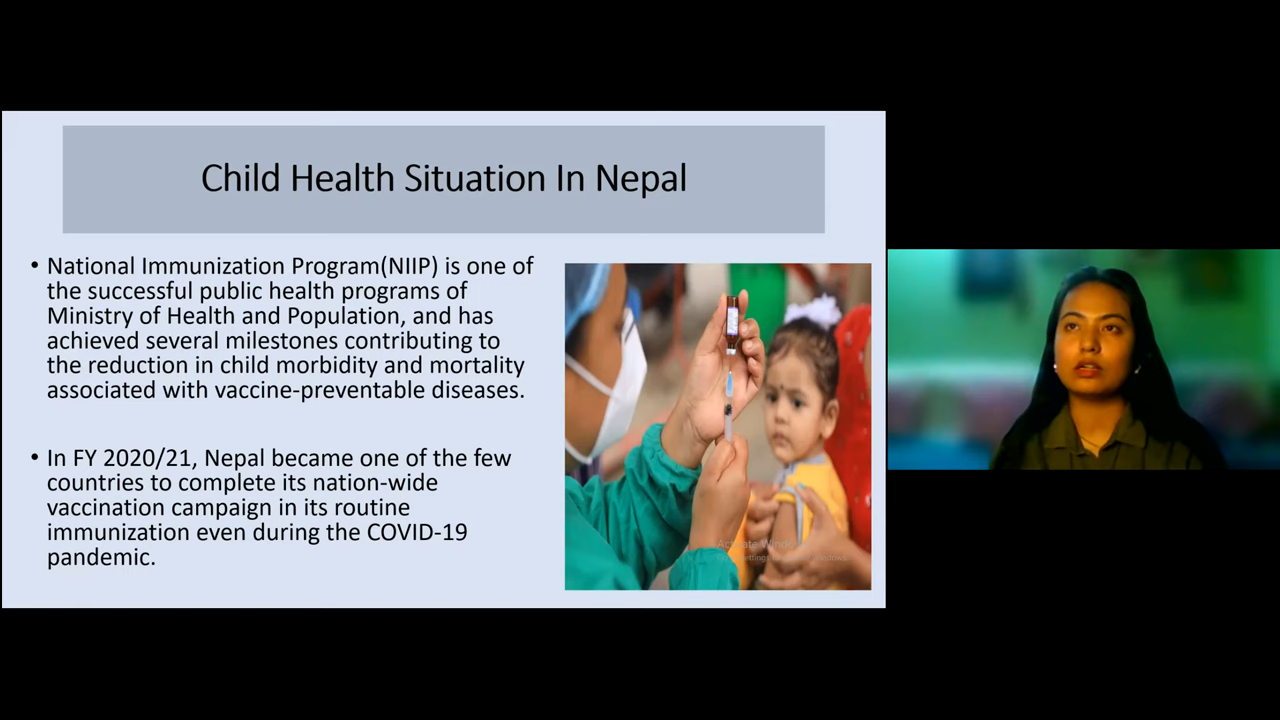 Child Health Situation In Nepal
• National Immunization Program(NIIP) is one of
the successful public health programs of
Ministry of Health and Population, and has
achieved several milestones contributing to
the reduction in child morbidity and mortality
associated with vaccine-preventable diseases.
• In FY 2020/21, Nepal became one of the few
countries to complete its nation-wide
vaccination campaign in its routine
immunization even during the COVID-19
pandemic.
Activate Windows